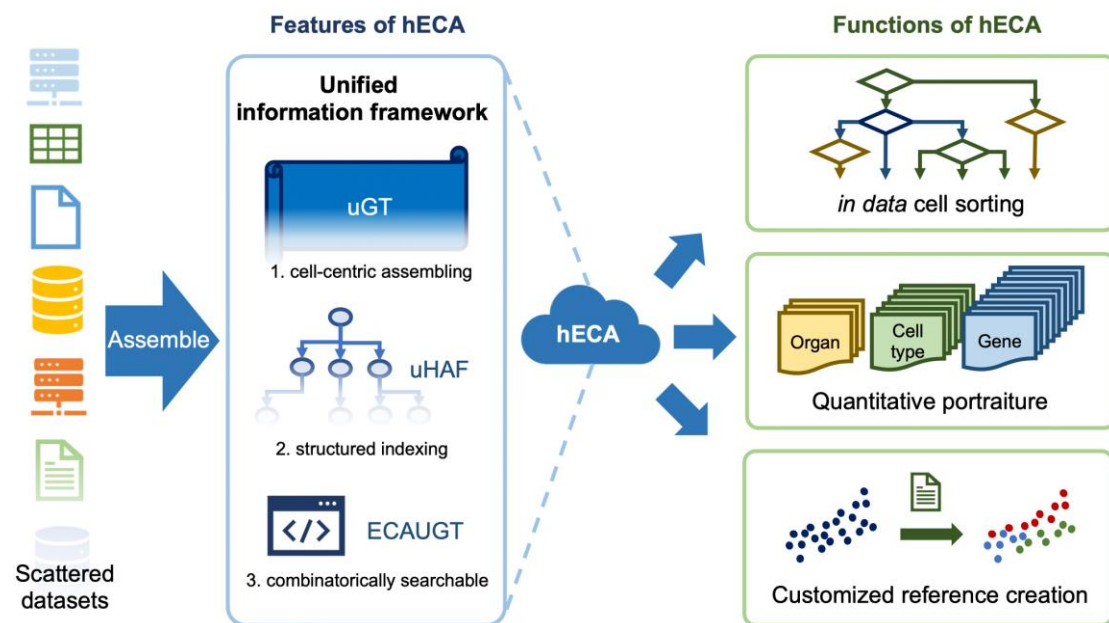 Features of hECA
Functions of hECA
Unified
information framework
uGT
1. cell-centric assembling
uHAF
2. structured indexing
ECAUGT
3. combinatorically searchable
Scattered
datasets
Assemble
hECA
in data cell sorting
Organ
Cell
type
Gene
Quantitative portraiture
Customized reference creation